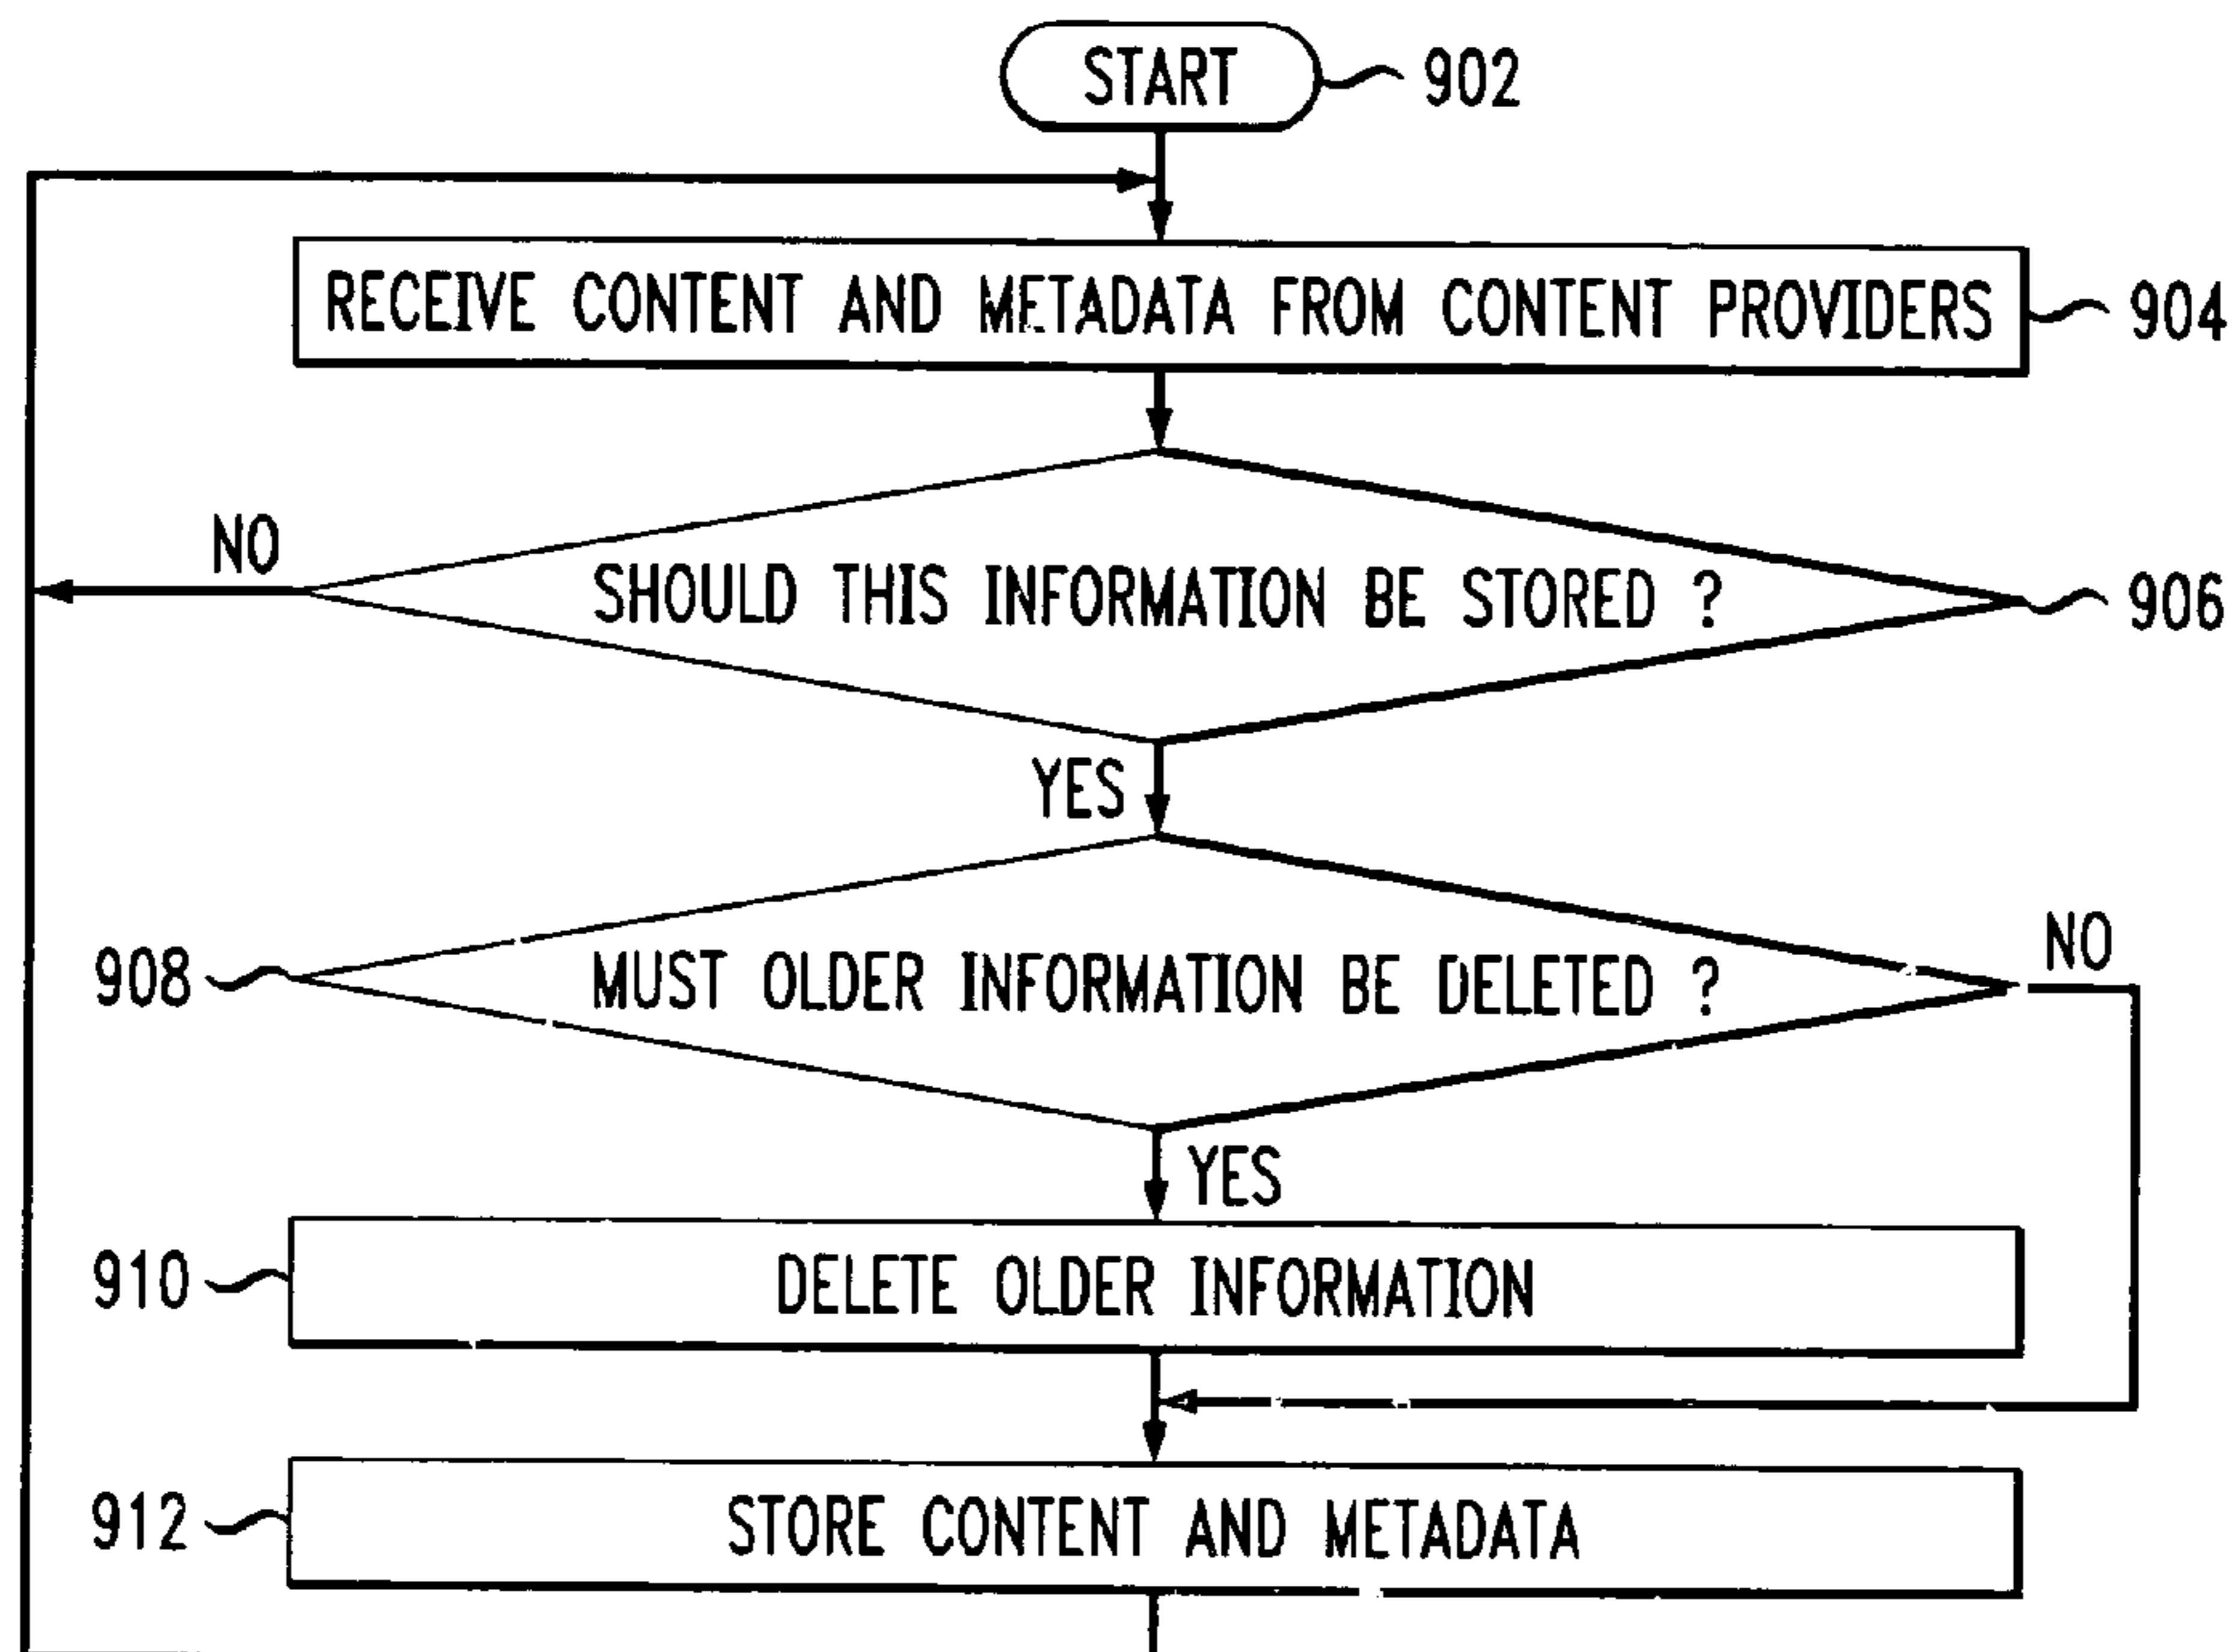 START
902
RECEIVE CONTENT AND METADATA FROM CONTENT PROVIDERS
904
NO
SHOULD THIS INFORMATION BE STORED ?
906
YES
NO
908
MUST OLDER INFORMATION BE DELETED ?
YES
910
DELETE OLDER INFORMATION
912
STORE CONTENT AND METADATA